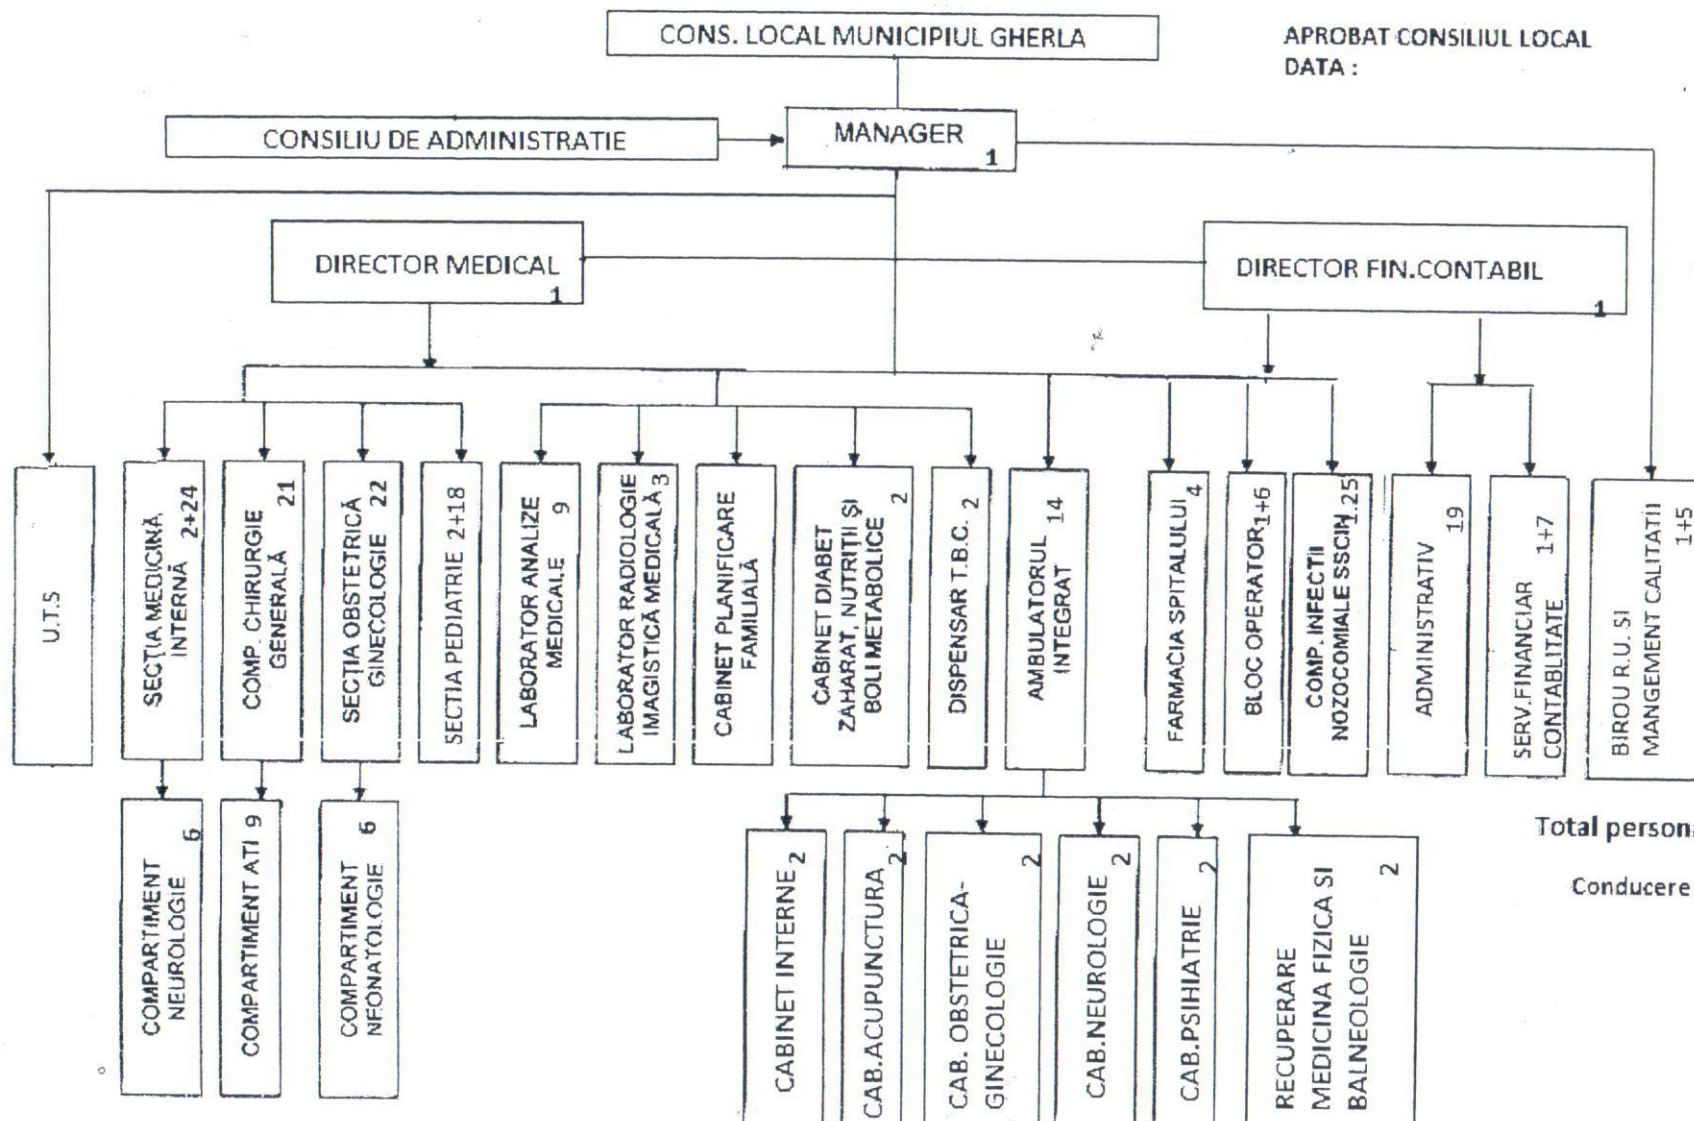 CONS. LOCAL MUNICIPIUL GHERLA
APROBAT CONSILIUL LOCAL
DATA :
CONSILIU DE ADMINISTRATIE
MANAGER
1
DIRECTOR MEDICAL
1
DIRECTOR FIN.CONTABIL
1
U.T.S
SECȚIA MEDICINĂ
INTERNĂ 2+24
COMP. CHIRURGIE
GENERALĂ 21
SECȚIA OBSTETRICĂ
GINECOLOGIE 22
SECTIA PEDIATRIE 2+18
LABORATOR ANALIZE
MEDICALE 9
LABORATOR RADIOLOGIE
IMAGISTICĂ MEDICALĂ 3
CABINET PLANIFICARE
FAMILIALĂ
CABINET DIABET
ZAHARAT, NUTRIȚII ŞI
BOLI METABOLICE 2
DISPENSAR T.B.C. 2
AMBULATORUL
INTEGRAT 14
FARMACIA SPITALULUI 4
BLOC OPERATOR 1+6
COMP. INFECTII
NOZOCOMIALE SSCIN 1.25
ADMINISTRATIV 19
SERV.FINANCIAR
CONTABLITATE 1+7
BIROU R.U. SI
MANGEMENT CALITATII
1+5
COMPARTIMENT
NEUROLOGIE 6
COMPARTIMENT ATI 9
COMPARTIMENT
NEONATOLOGIE 6
CABINET INTERNE 2
CAB.ACUPUNCTURA 2
CAB. OBSTETRICA-
GINECOLOGIE 2
CAB.NEUROLOGIE 2
CAB.PSIHIATRIE 2
RECUPERARE
MEDICINA FIZICA SI
BALNEOLOGIE 2
Total person
Conducere